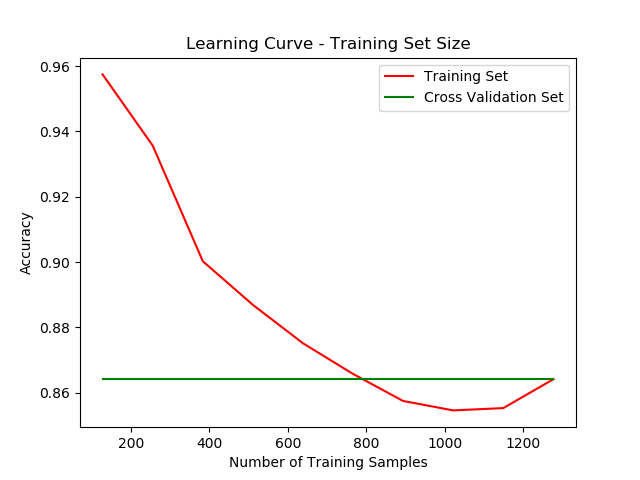 Learning Curve - Training Set Size
Training Set
Cross Validation Set
Accuracy
0.96
0.94
0.92
0.90
0.88
0.86
200 400 600 800 1000 1200
Number of Training Samples